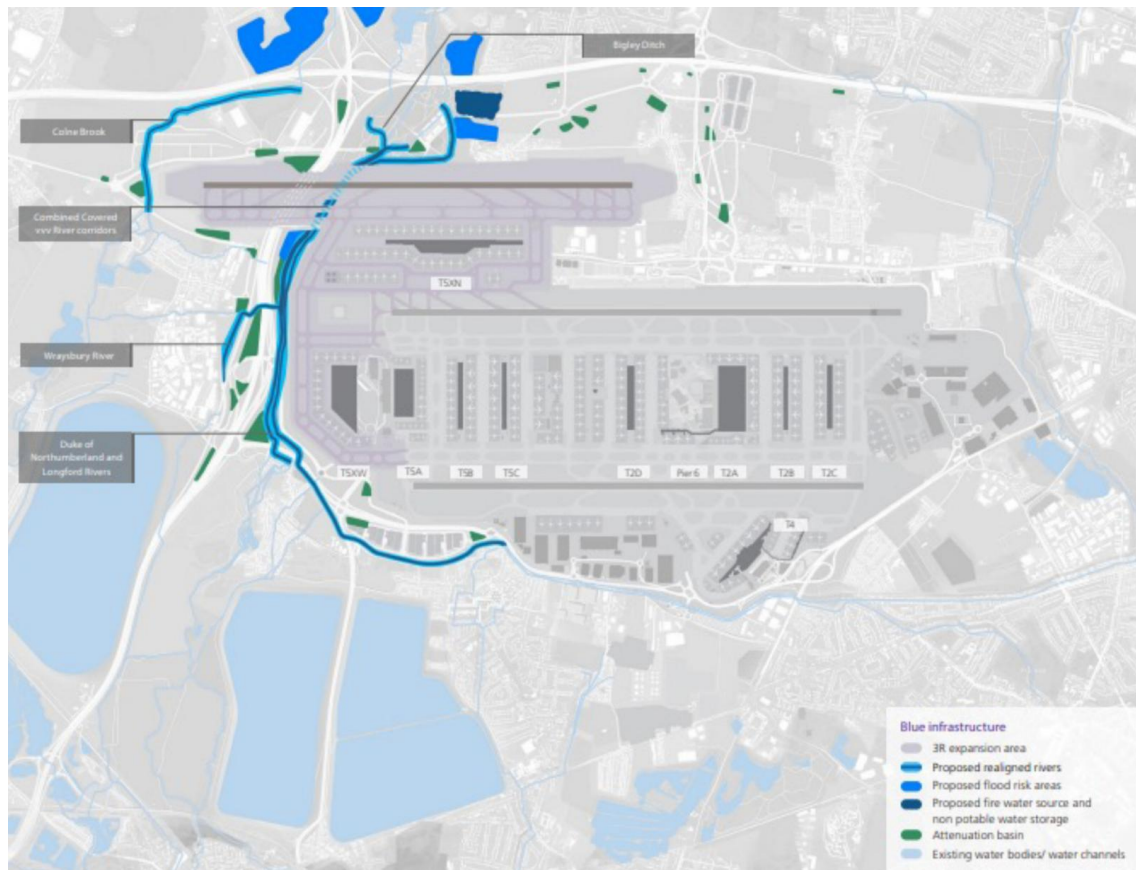 Bigley Ditch
Colne Brook
Combined Covered
vvv River corridors
T5XN
Wraysbury River
Duke of
Northumberland and
Longford Rivers
T5XW
T5A
T5B
T5C
T2D
Pier 6
T2A
T2B
T2C
T4
Blue infrastructure
3R expansion area
Proposed realigned rivers
Proposed flood risk areas
Proposed fire water source and
non potable water storage
Attenuation basin
Existing water bodies/ water channels